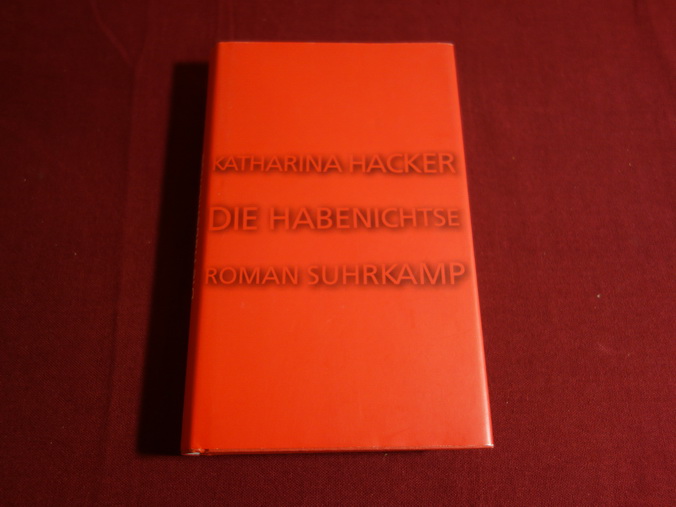 KATHARINA HACKER
DIE HABENICHTSE
ROMAN SUHRKAMP